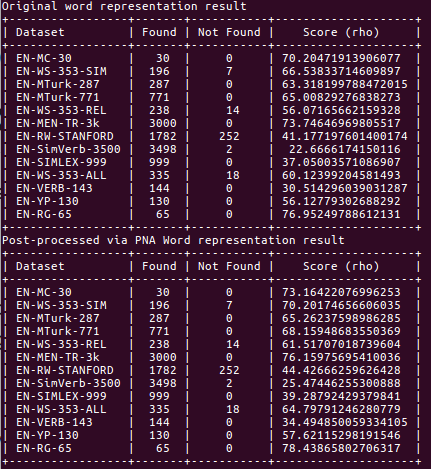 Original word representation result
+-----------------+-------+-----------+--------------------+
| Dataset | Found | Not Found | Score (rho) |
+-----------------+-------+-----------+--------------------+
| EN-MC-30 | 30 | 0 | 70.20471913906077 |
| EN-WS-353-SIM | 196 | 7 | 66.53833714609897 |
| EN-MTurk-287 | 287 | 0 | 63.318199788472015 |
| EN-MTurk-771 | 771 | 0 | 65.00829276838273 |
| EN-WS-353-REL | 238 | 14 | 56.07165662159328 |
| EN-MEN-TR-3k | 3000 | 0 | 73.74646969805517 |
| EN-RW-STANFORD | 1782 | 252 | 41.177197601400174 |
| EN-SimVerb-3500 | 3498 | 2 | 22.6666174150116 |
| EN-SIMLEX-999 | 999 | 0 | 37.05003571086907 |
| EN-WS-353-ALL | 335 | 18 | 60.12399204581493 |
| EN-VERB-143 | 144 | 0 | 30.514296039031287 |
| EN-YP-130 | 130 | 0 | 56.12779302688292 |
| EN-RG-65 | 65 | 0 | 76.95249788612131 |
+-----------------+-------+-----------+--------------------+
Post-processed via PNA Word representation result
+-----------------+-------+-----------+--------------------+
| Dataset | Found | Not Found | Score (rho) |
+-----------------+-------+-----------+--------------------+
| EN-MC-30 | 30 | 0 | 73.16422076996253 |
| EN-WS-353-SIM | 196 | 7 | 70.20174656606035 |
| EN-MTurk-287 | 287 | 0 | 65.26237598986285 |
| EN-MTurk-771 | 771 | 0 | 68.15948683550369 |
| EN-WS-353-REL | 238 | 14 | 61.51707018739604 |
| EN-MEN-TR-3k | 3000 | 0 | 76.15975695410036 |
| EN-RW-STANFORD | 1782 | 252 | 44.42666259626428 |
| EN-SimVerb-3500 | 3498 | 2 | 25.47446255300888 |
| EN-SIMLEX-999 | 999 | 0 | 39.28792429379841 |
| EN-WS-353-ALL | 335 | 18 | 64.79791246280779 |
| EN-VERB-143 | 144 | 0 | 34.494850059334105 |
| EN-YP-130 | 130 | 0 | 57.62115298191546 |
| EN-RG-65 | 65 | 0 | 78.43865802706317 |
+-----------------+-------+-----------+--------------------+